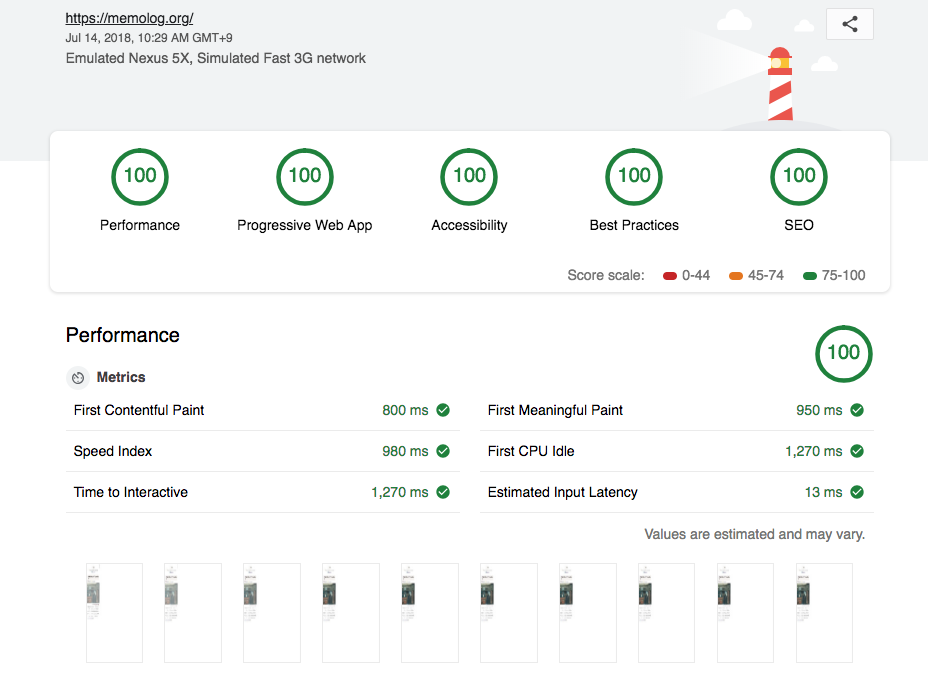 https://memolog.org/
Jul 14, 2018, 10:29 AM GMT+9
Emulated Nexus 5X, Simulated Fast 3G network
100 100 100 100 100
Performance Progressive Web App Accessibility Best Practices SEO
Score scale: 0-44 45-74 75-100
Performance
100
Metrics
First Contentful Paint 800 ms First Meaningful Paint 950 ms
Speed Index 980 ms First CPU Idle 1,270 ms
Time to Interactive 1,270 ms Estimated Input Latency 13 ms
Values are estimated and may vary.